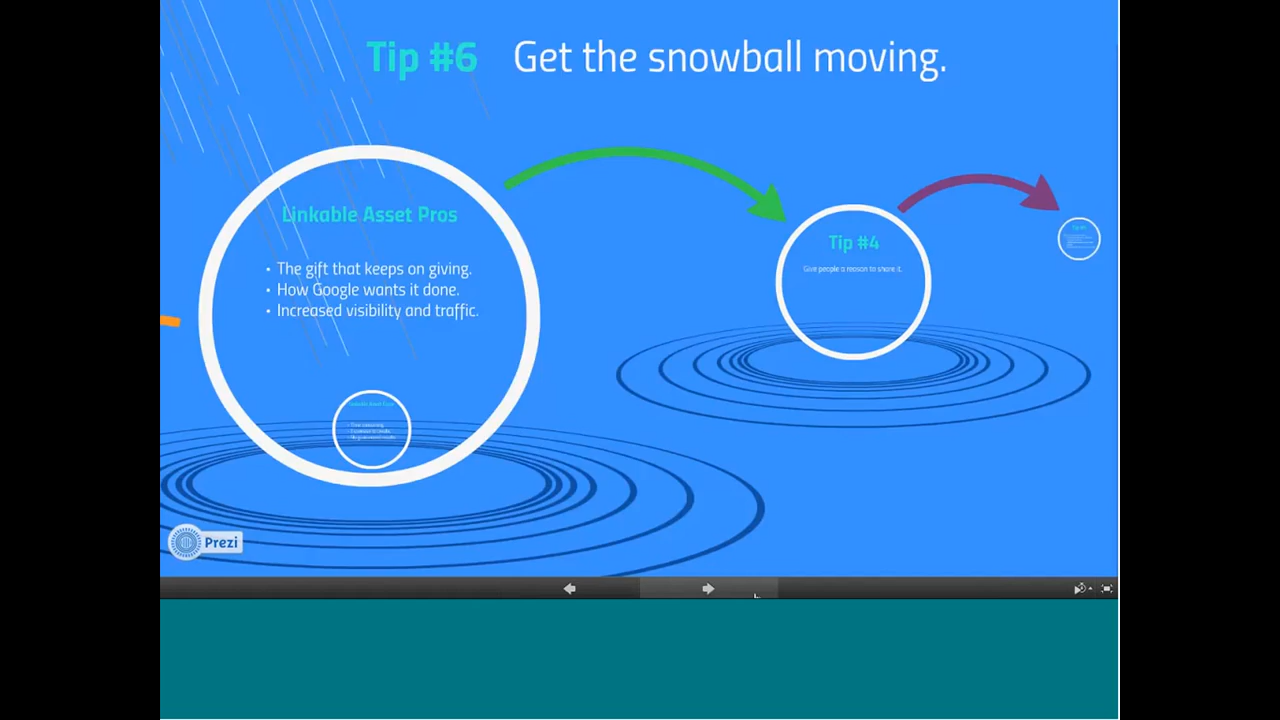 Tip #6 Get the snowball moving.
Linkable Asset Pros
• The gift that keeps on giving.
• How Google wants it done.
• Increased visibility and traffic.
Tip #4
Give people a reason to share it.
Prezi